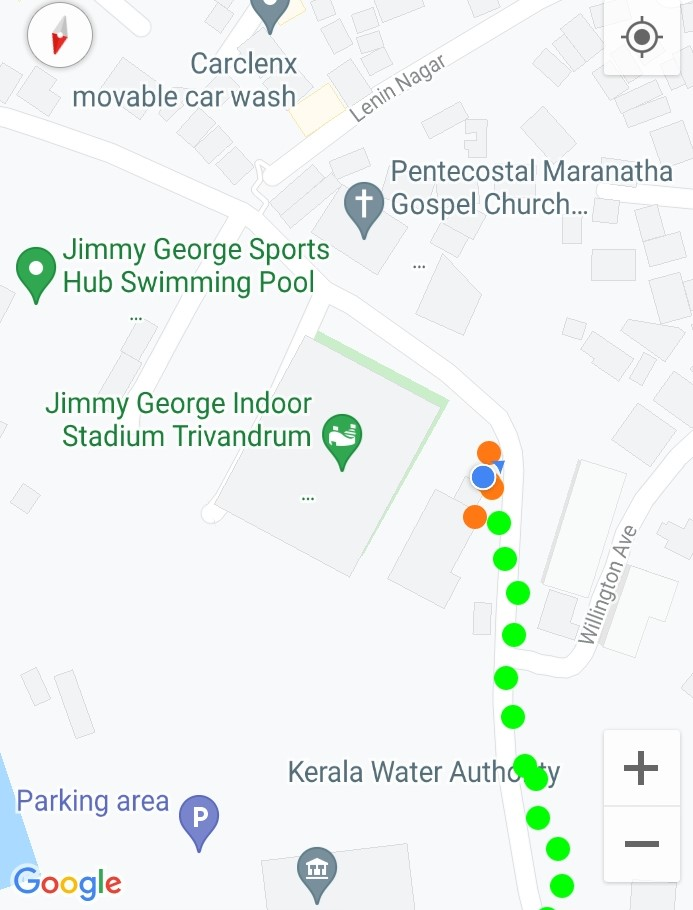 Carclenx
movable car wash
Lenin Nagar
Pentecostal Maranatha
Gospel Church...
...
Jimmy George Sports
Hub Swimming Pool
...
Jimmy George Indoor
Stadium Trivandrum
...
Willington Ave
Kerala Water Authority
Parking area
P
Google